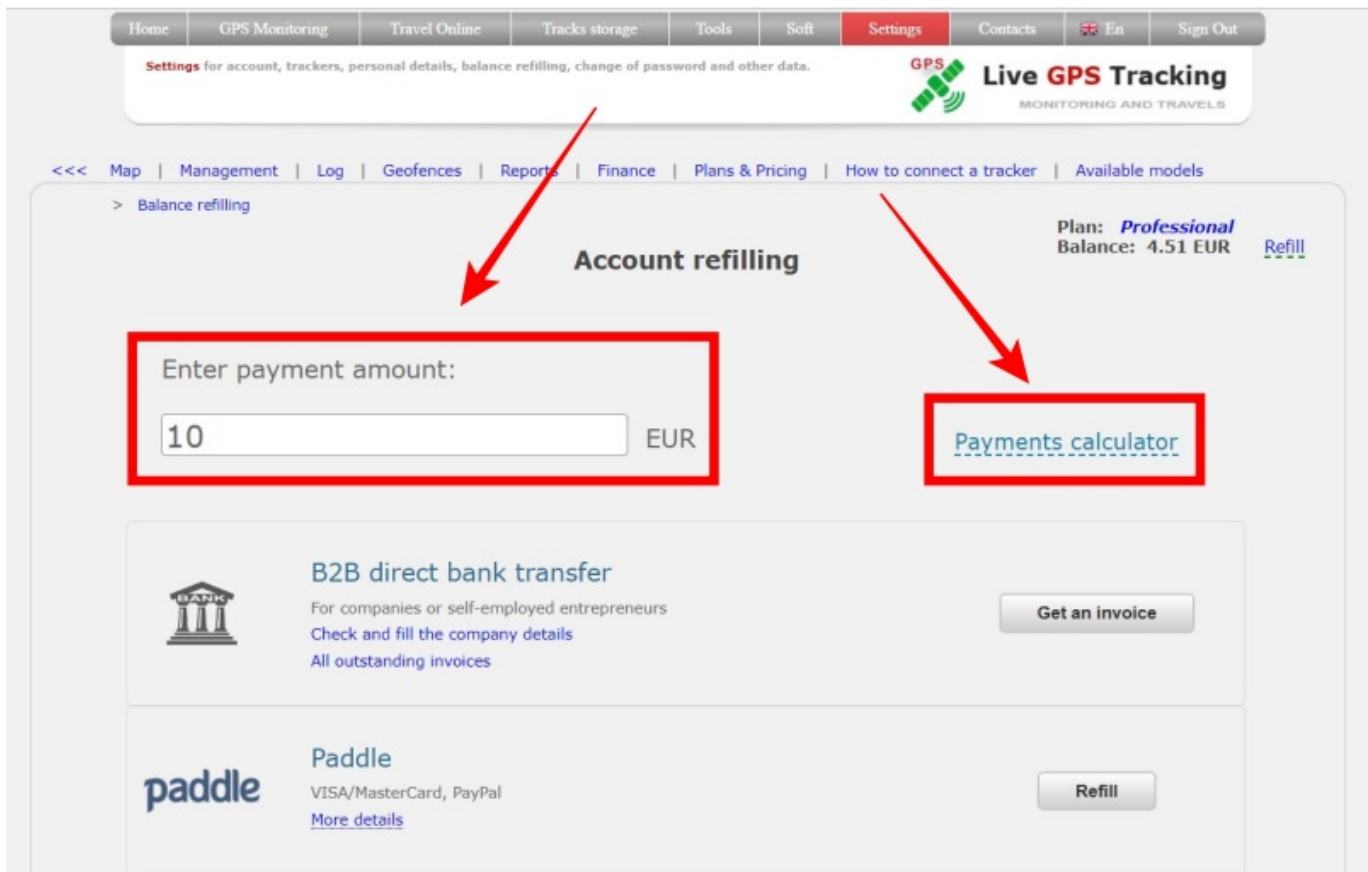 Home GPS Monitoring Travel Online Tracks storage Tools Soft Settings Contacts En Sign Out
Settings for account, trackers, personal details, balance refilling, change of password and other data.
GPS
Live GPS Tracking
MONITORING AND TRAVELS
<<< Map | Management | Log | Geofences | Reports | Finance | Plans & Pricing | How to connect a tracker | Available models
> Balance refilling
Plan: Professional
Balance: 4.51 EUR Refill
Account refilling
Enter payment amount:
10 EUR
Payments calculator
B2B direct bank transfer
BANK
For companies or self-employed entrepreneurs
Get an invoice
Check and fill the company details
All outstanding invoices
Paddle
paddle
VISA/MasterCard, PayPal
Refill
More details